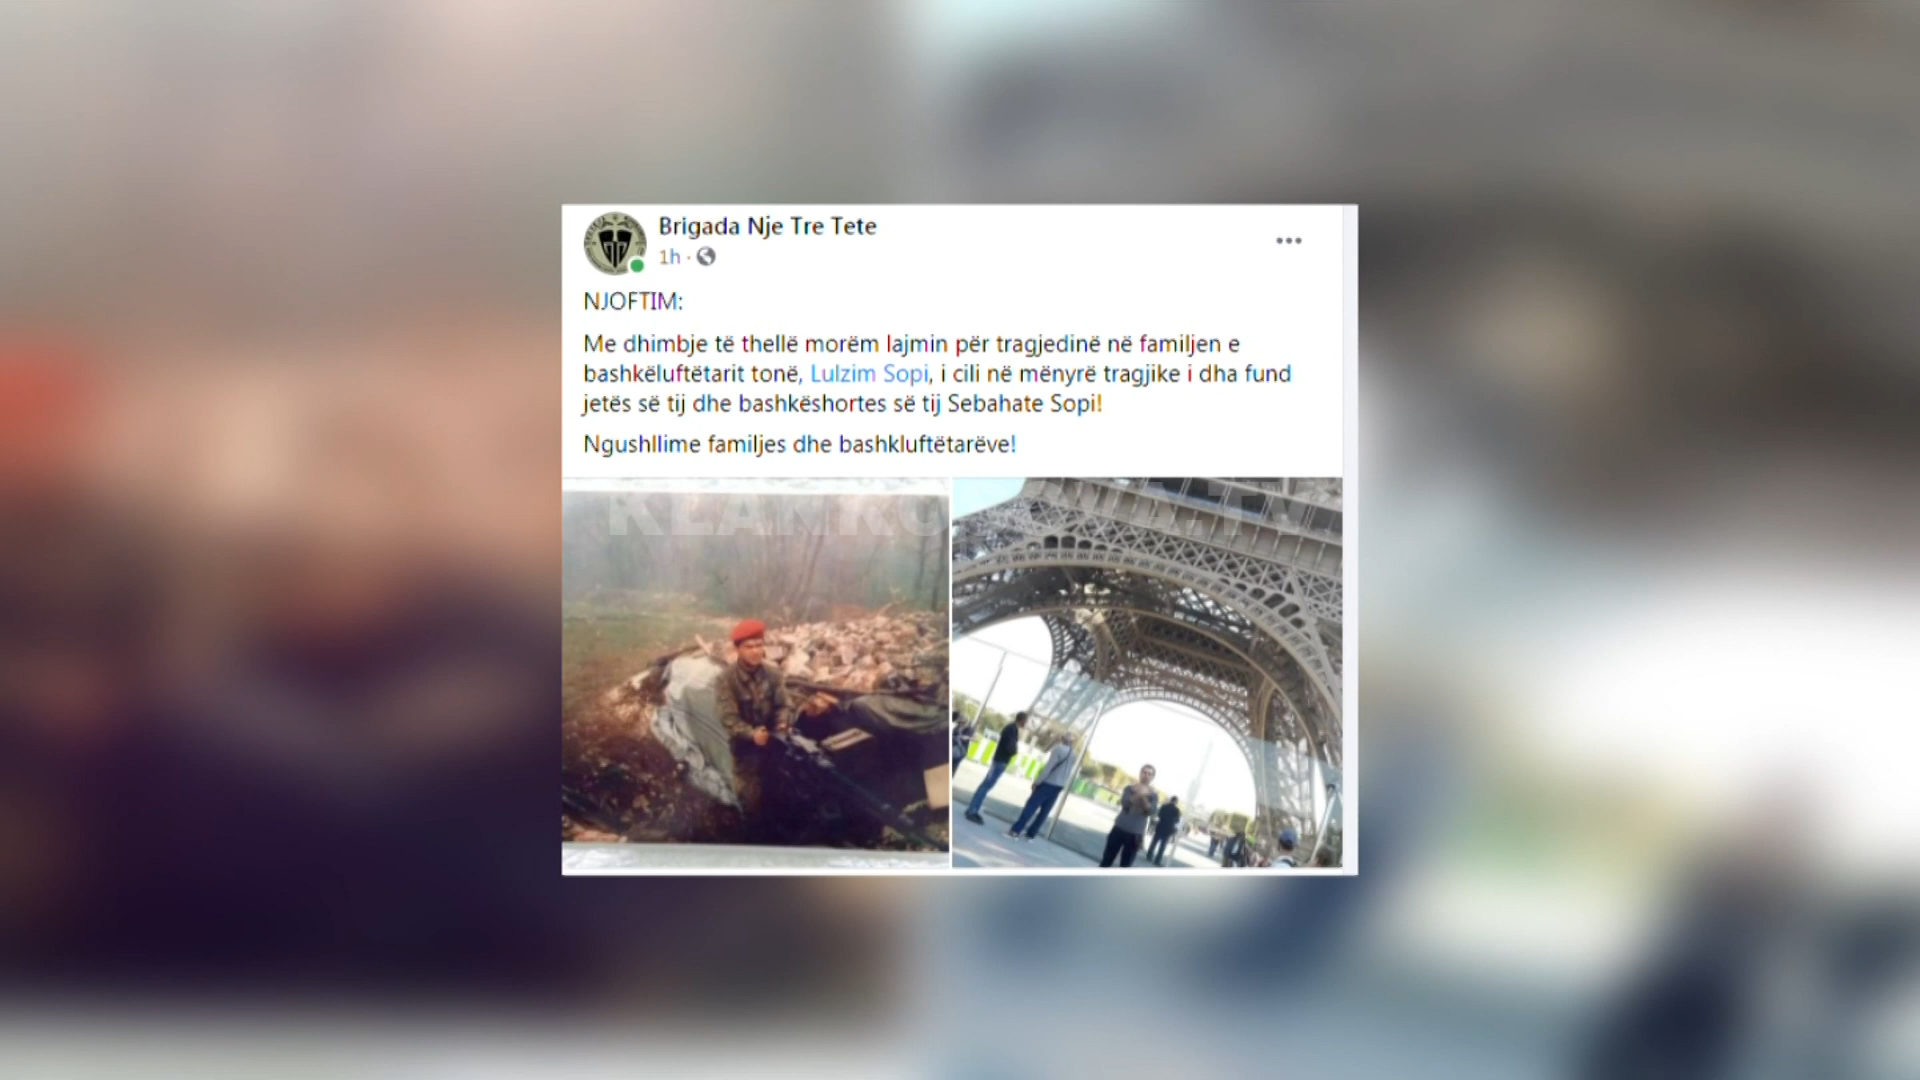 Brigada Nje Tre Tete
1h ·
NJOFTIM:
Me dhimbje të thellë morëm lajmin për tragjedinë në familjen e
bashkëluftëtarit tonë, Lulzim Sopi, i cili në mënyrë tragjike i dha fund
jetës së tij dhe bashkëshortes së tij Sebahate Sopi!
Ngushllime familjes dhe bashkluftëtarëve!
KLANKOSOVA.TV